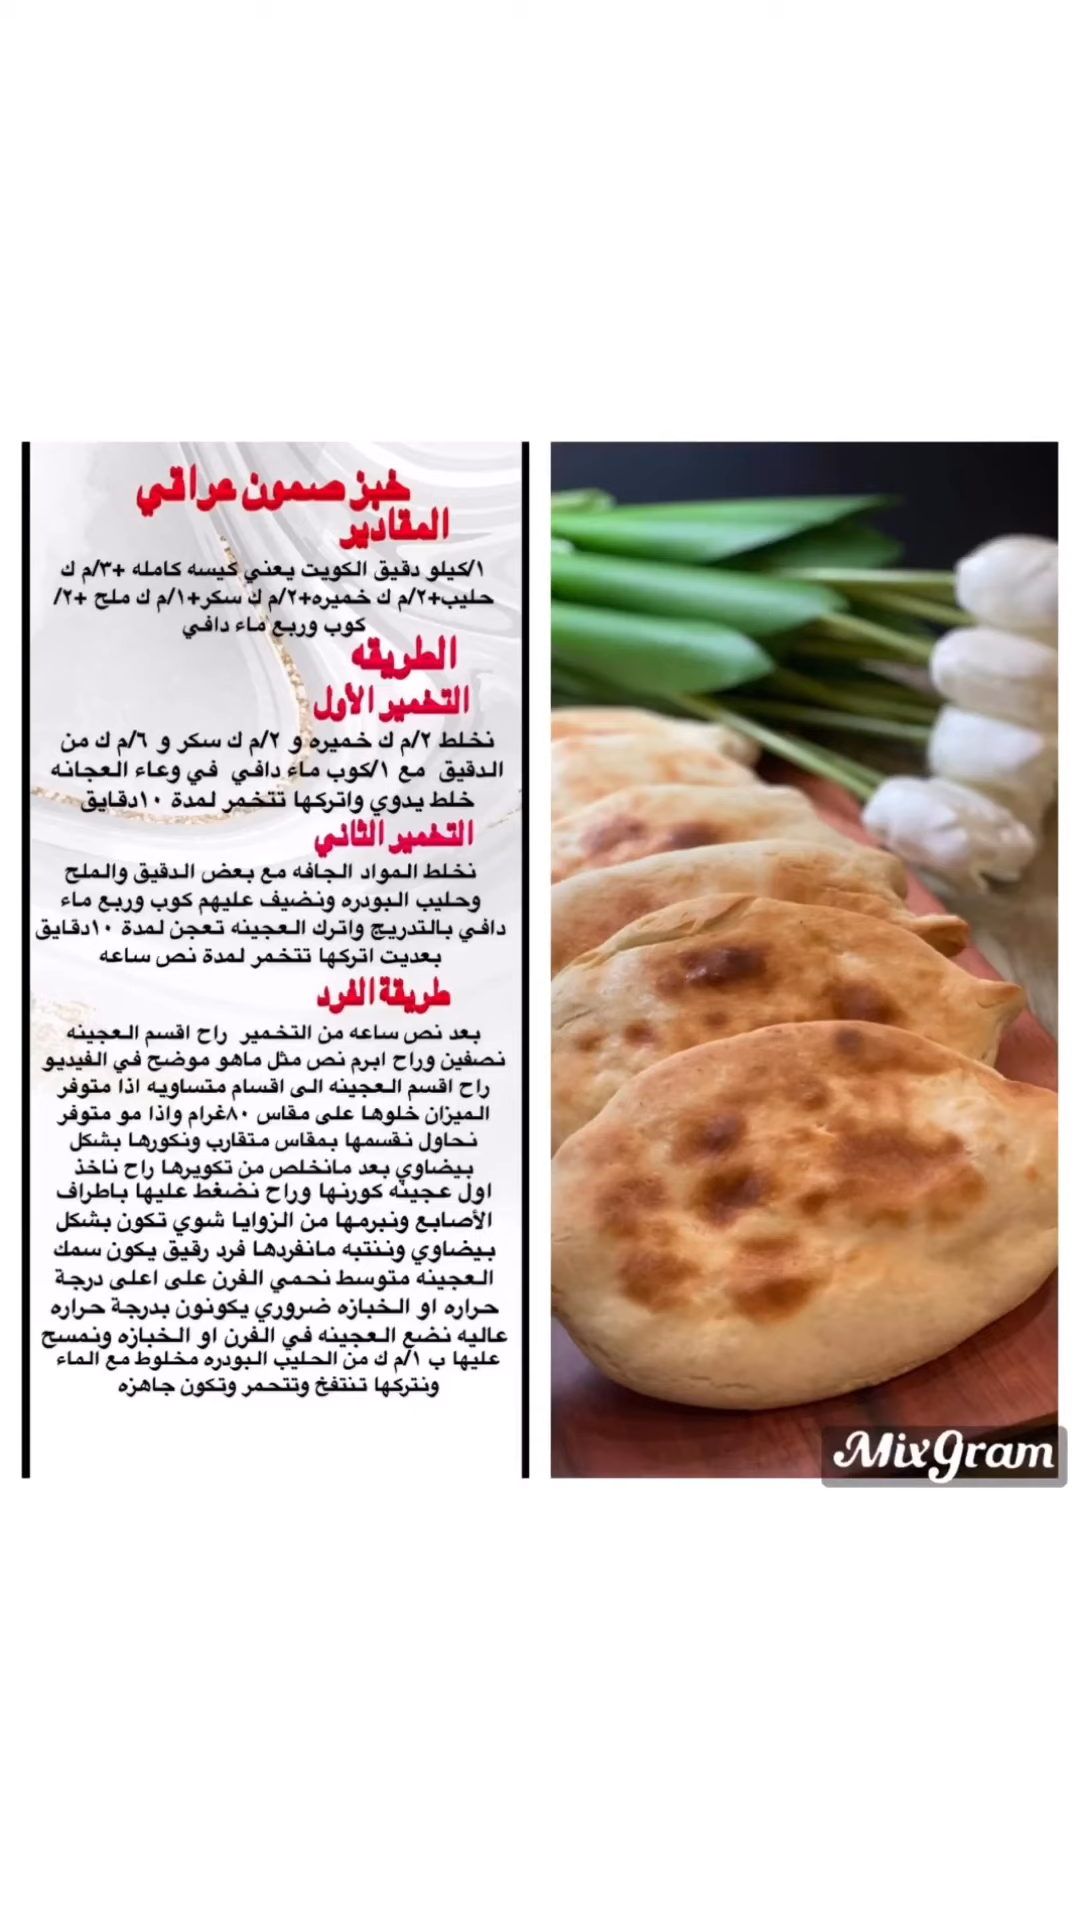 خبز صمون عراقي
المقادير
١/كيلو دقيق الكويت يعني كيسه كامله +٣/م ك
حليب+٢/م ك خميره+٢/م ك سكر+١/م ك ملح +٢/
كوب وربع ماء دافي
الطريقه
التخمير الأول
نخلط ٢/م ك خميره و ٢/م ك سكر و ٦/م ك من
الدقيق مع ١/كوب ماء دافي في وعاء العجانه
خلط يدوي واتركها تتخمر لمدة ١٠دقايق
التخمير الثاني
نخلط المواد الجافه مع بعض الدقيق والملح
وحليب البودره ونضيف عليهم كوب وربع ماء
دافي بالتدريج واترك العجينه تعجن لمدة ١٠دقايق
بعديت اتركها تتخمر لمدة نص ساعه
طريقة الفرد
بعد نص ساعه من التخمير راح اقسم العجينه
نصفين وراح ابرم نص مثل ماهو موضح في الفيديو
راح اقسم العجينه الى اقسام متساويه اذا متوفر
الميزان خلوها على مقاس ٨٠غرام واذا مو متوفر
نحاول نقسمها بمقاس متقارب ونكورها بشكل
بيضاوي بعد مانخلص من تكويرها راح ناخذ
اول عجينه كورنها وراح نضغط عليها باطراف
الأصابع ونبرمها من الزوايا شوي تكون بشكل
بيضاوي وننتبه مانفردها فرد رقيق يكون سمك
العجينه متوسط نحمي الفرن على اعلى درجة
حراره او الخبازه ضروري يكونون بدرجة حراره
عاليه نضع العجينه في الفرن او الخبازه ونمسح
عليها ب ١/م ك من الحليب البودره مخلوط مع الماء
ونتركها تنتفخ وتتحمر وتكون جاهزه
MixGram